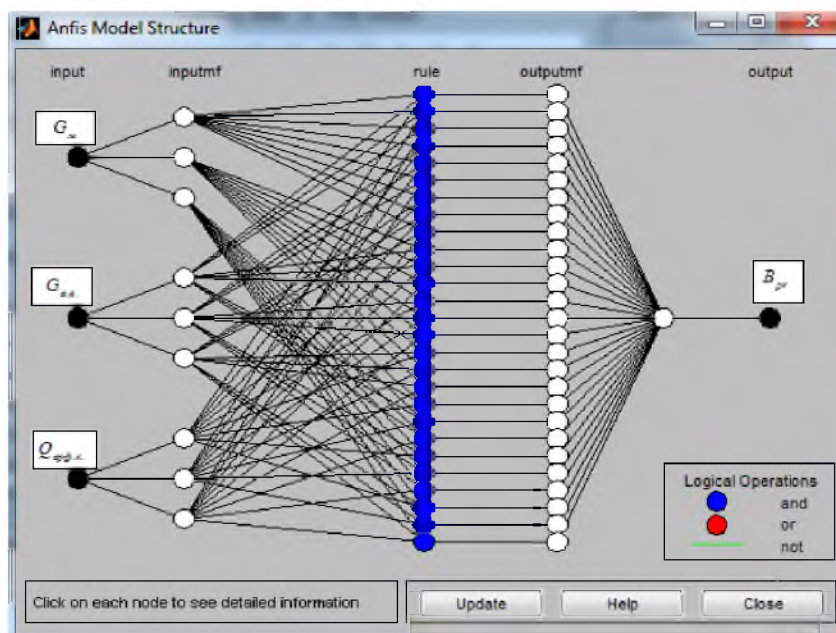 Anfis Model Structure
input inputmf rule outputmf output
G
G
B pr
Q
Logical Operations
and
or
not
Click on each node to see detailed information
Update Help Close